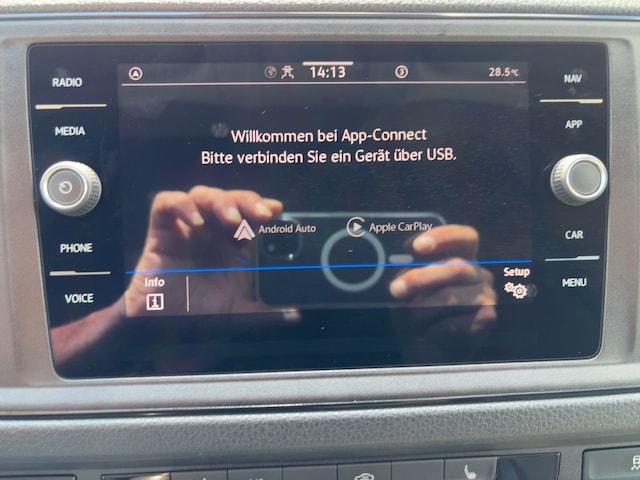 RADIO
MEDIA
PHONE
VOICE
14:13
3
28.5°C
Willkommen bei App-Connect
Bitte verbinden Sie ein Gerät über USB.
Android Auto
Apple CarPlay
Info
Setup
NAV
APP
CAR
MENU